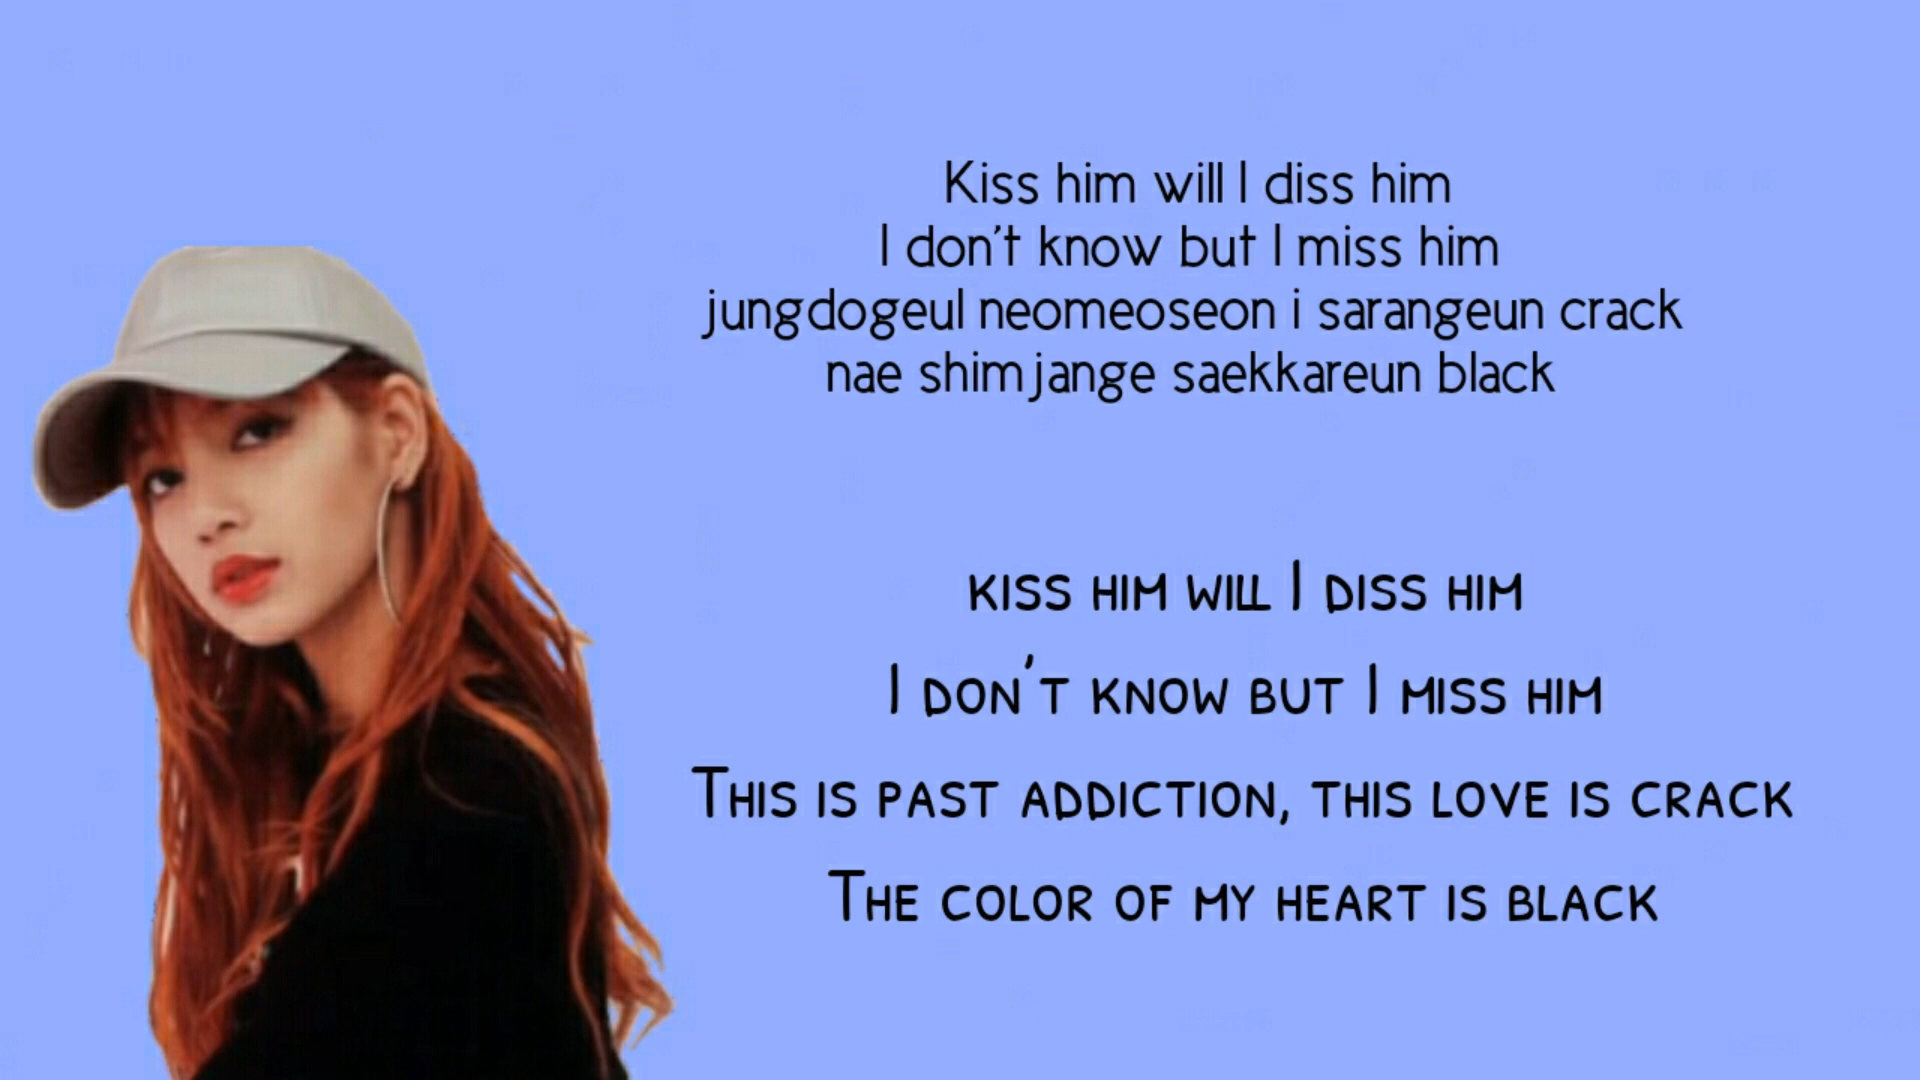 Kiss him will I diss him
I don't know but I miss him
jungdogeul neomeoseon i sarangeun crack
nae shimjange saekkareun black
kiss him will I diss him
I don't know but I miss him
This is past addiction, this love is crack
The color of my heart is black